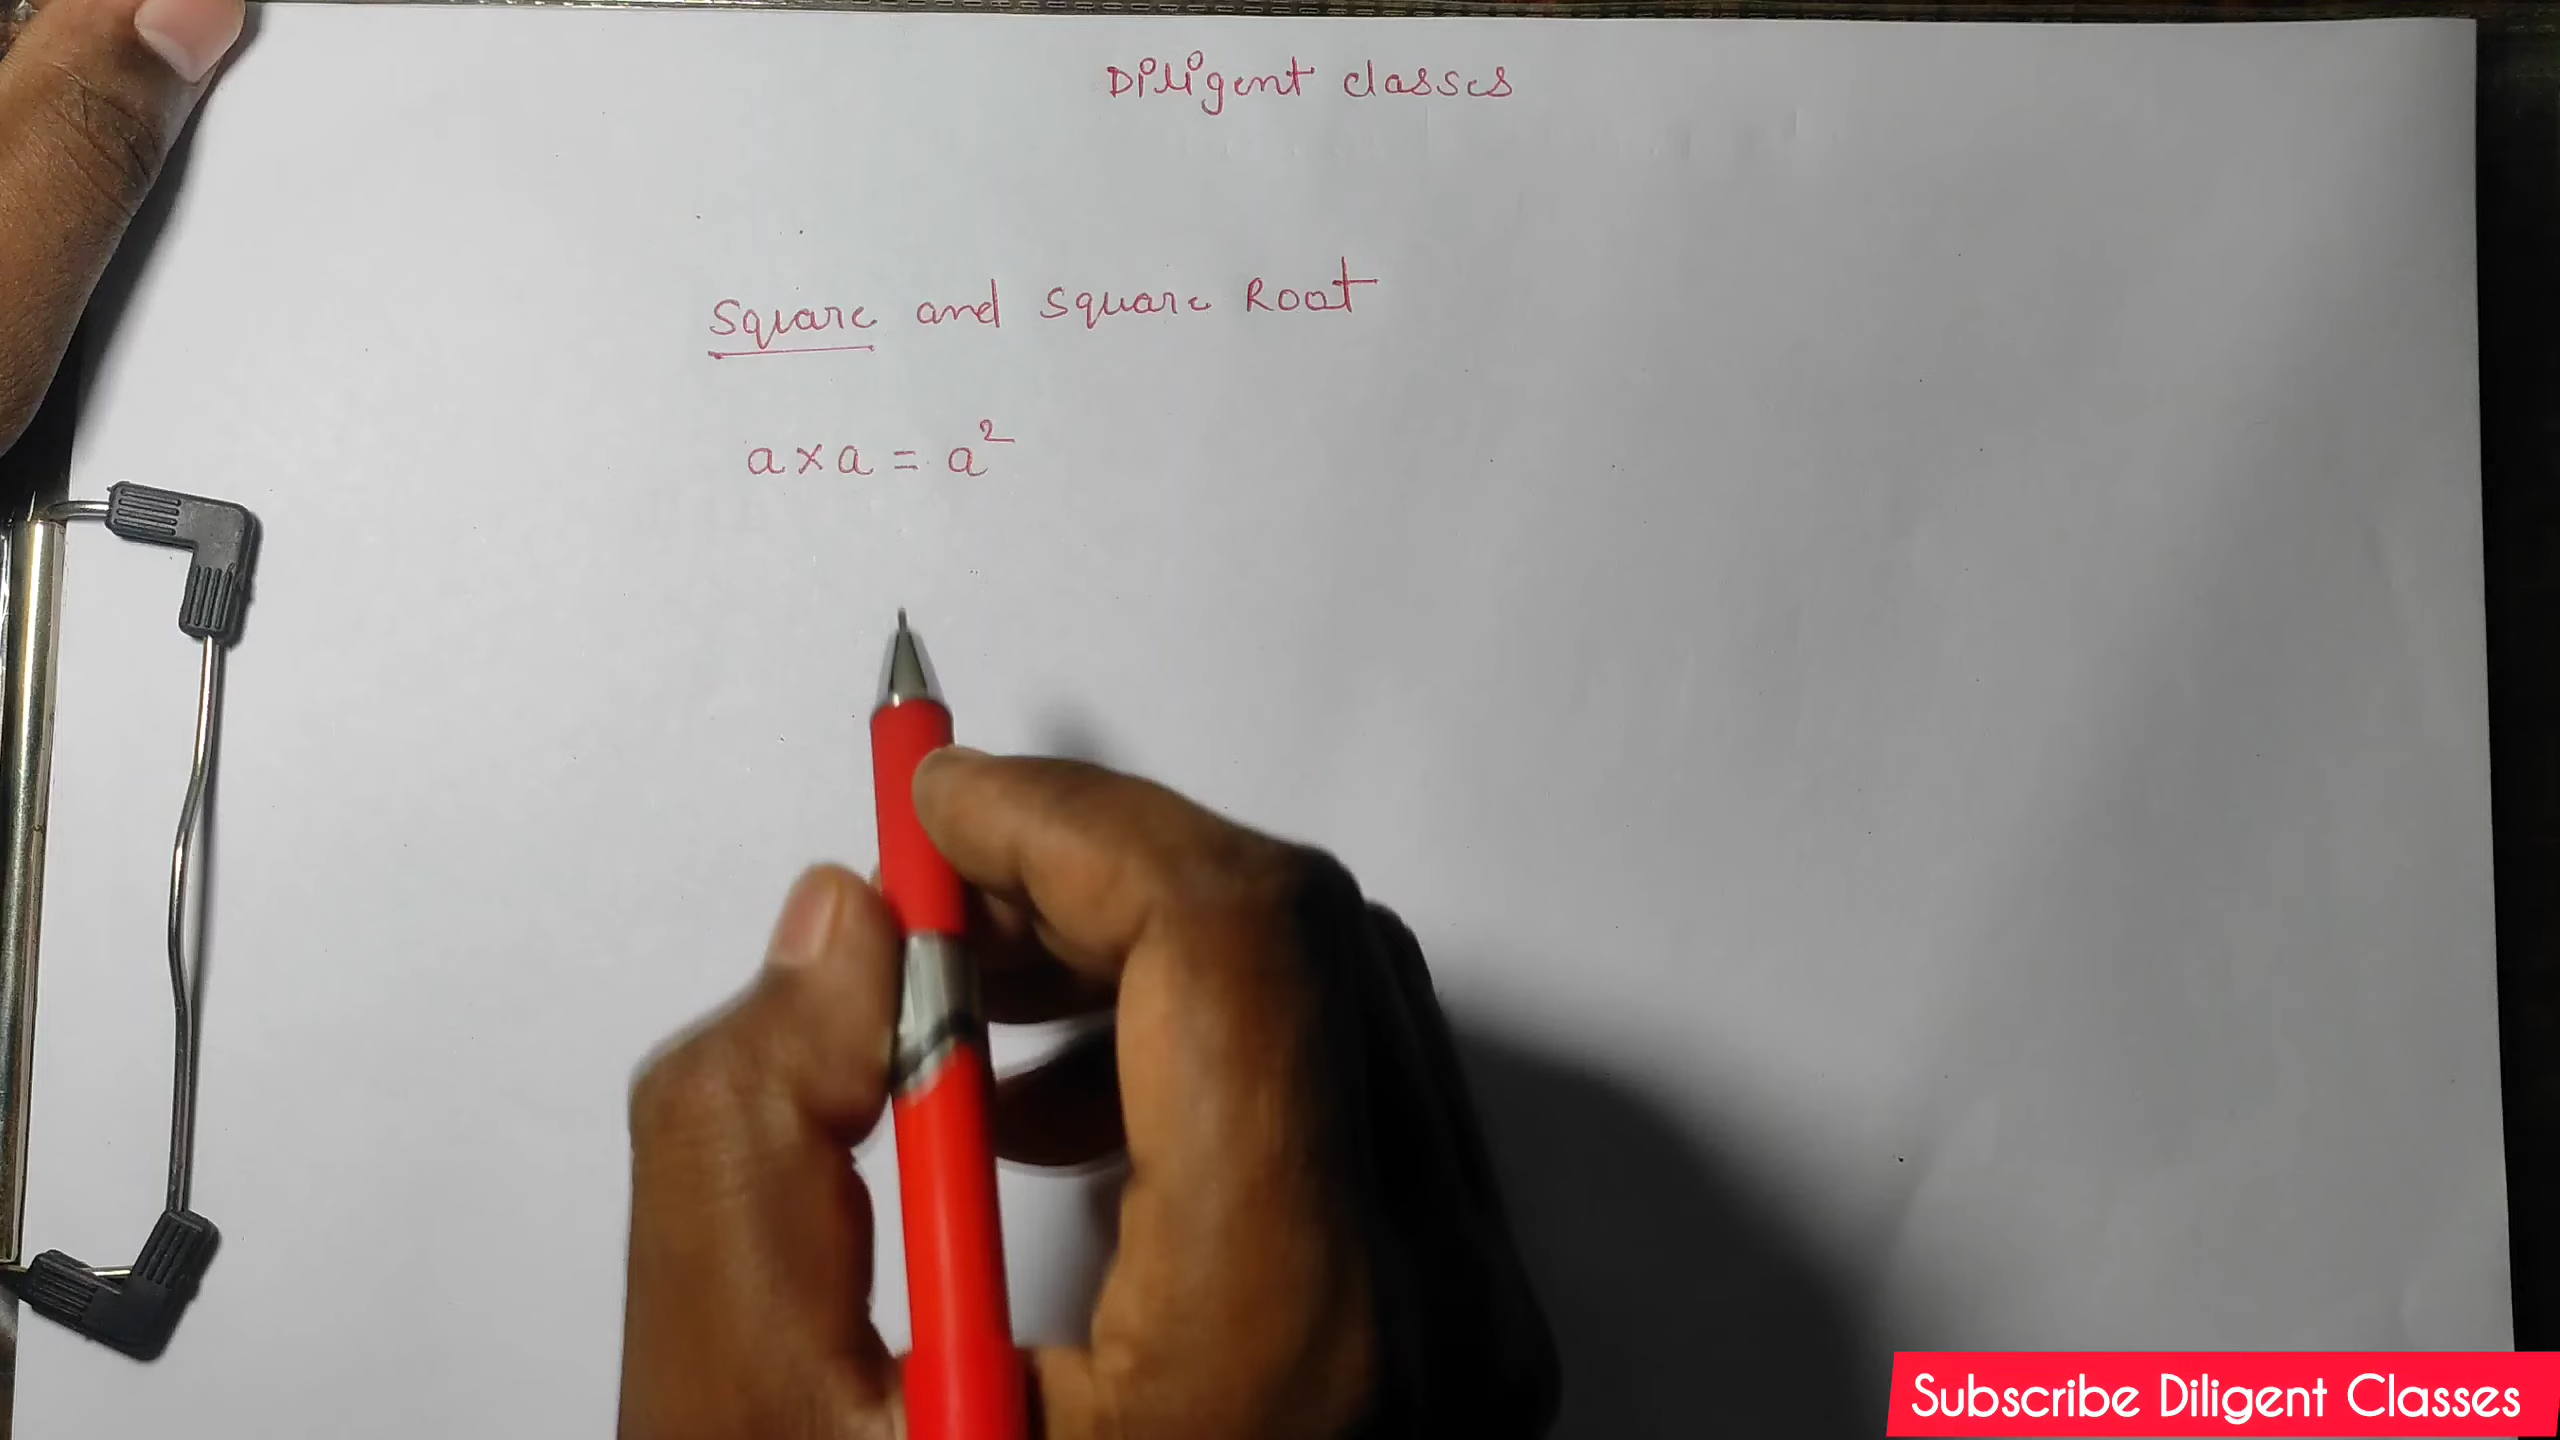 Diligent classes
Square and Square Root
a × a = a²
Subscribe Diligent Classes